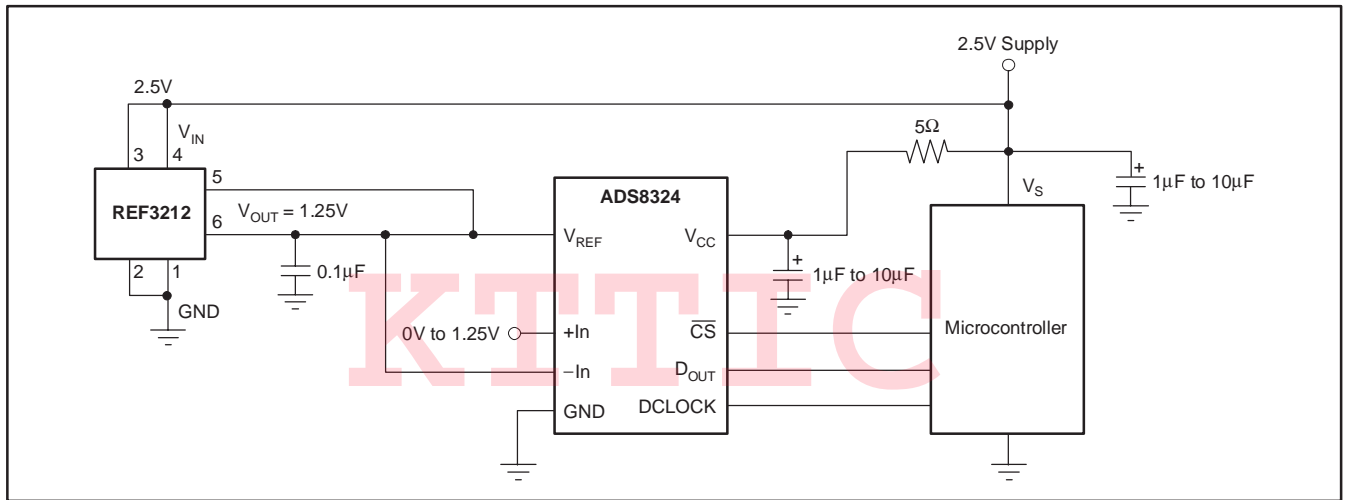 2.5V Supply
2.5V
VIN
3 4
5Ω
REF3212
5
VOUT = 1.25V
6
2 1
GND
0.1μF
ADS8324
VREF
VCC
+
1μF to 10μF
VS
+
1μF to 10μF
0V to 1.25V
+In
−In
GND
CS
DOUT
DCLOCK
Microcontroller
KTTIC